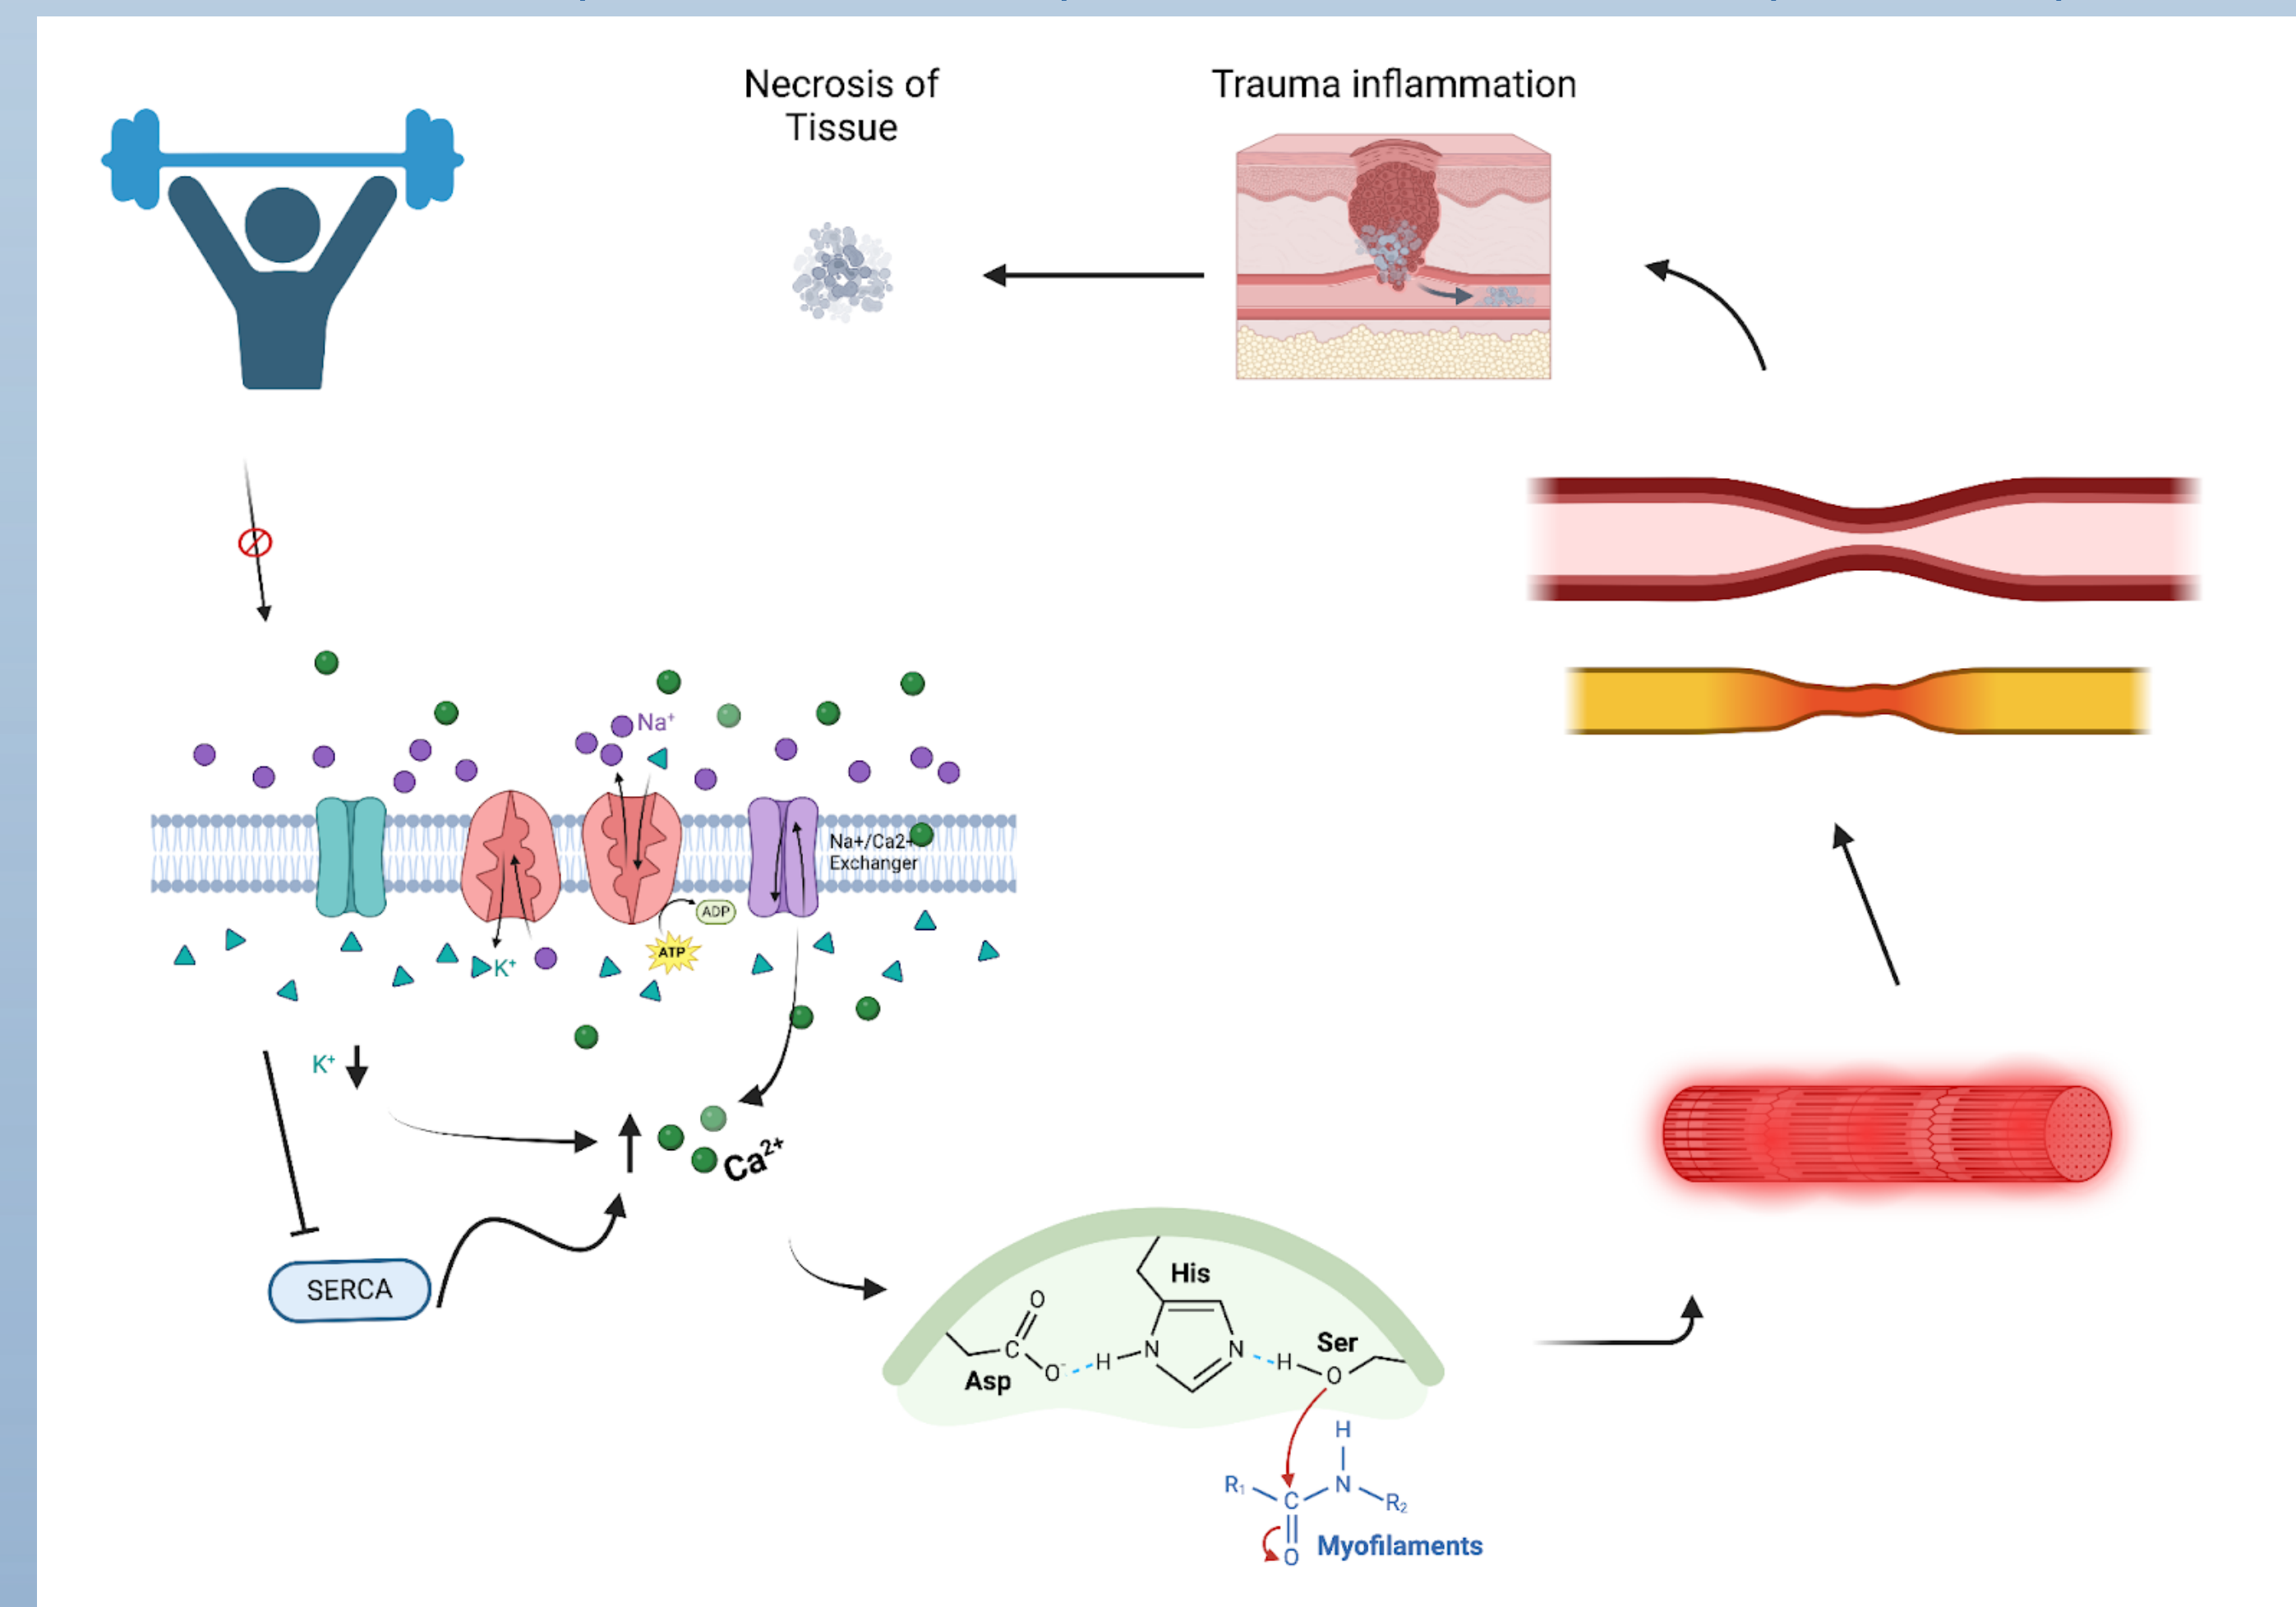 Necrosis of
Tissue
Trauma inflammation
Na⁺
Na+/Ca2+
Exchanger
ADP
ATP
K⁺
K⁺
Ca²⁺
SERCA
His
O
C
O⁻
H
N
N
H
Ser
O
Asp
H
R₁
N
C
R₂
O
Myofilaments